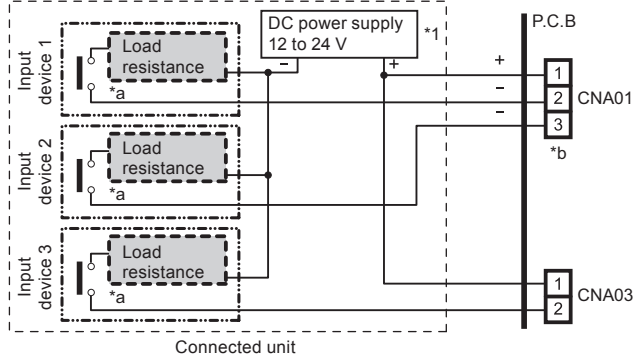 DC power supply
12 to 24 V
*1
P.C.B
Input
device 1
Load
resistance
*a
−
+
+
−
−
1
2
3
CNA01
*b
Input
device 2
Load
resistance
*a
Input
device 3
Load
resistance
*a
1
2
CNA03
Connected unit